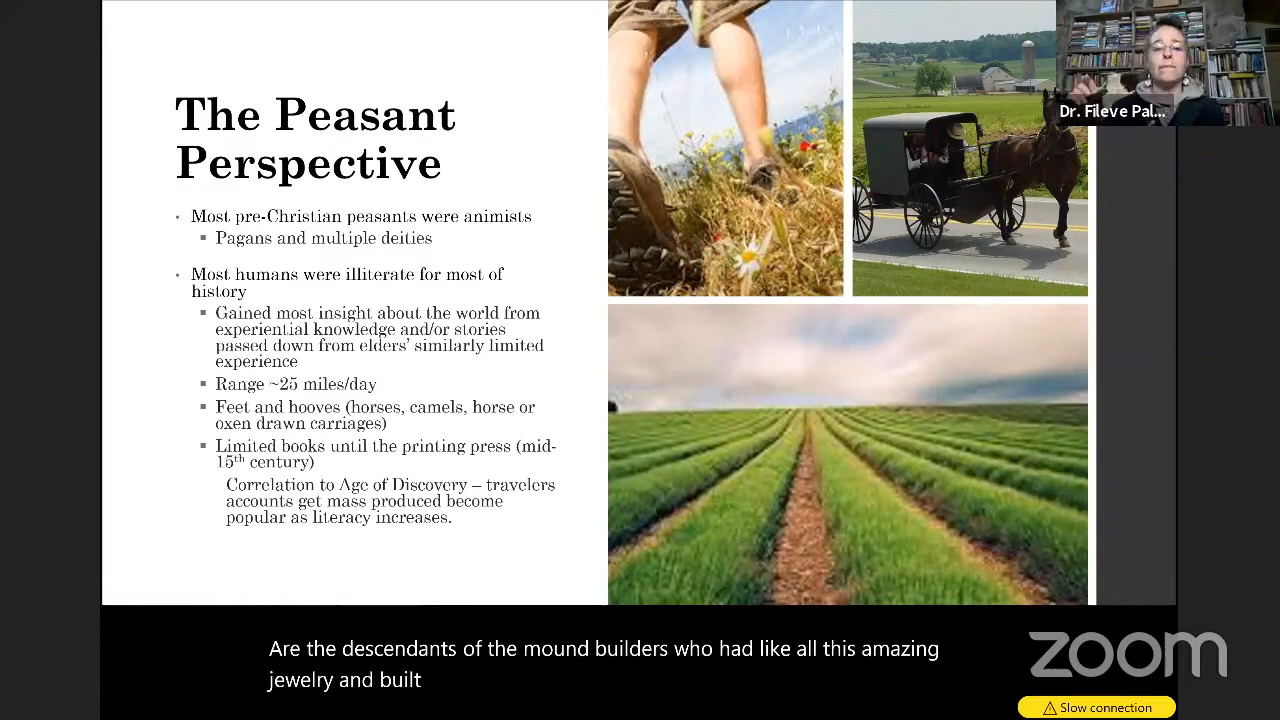 The Peasant
Perspective
Most pre-Christian peasants were animists
Pagans and multiple deities
Most humans were illiterate for most of
history
Gained most insight about the world from
experiential knowledge and/or stories
passed down from elders' similarly limited
experience
Range ~25 miles/day
Feet and hooves (horses, camels, horse or
oxen drawn carriages)
Limited books until the printing press (mid-
15th century)
Correlation to Age of Discovery – travelers
accounts get mass produced become
popular as literacy increases.
Dr. Fileve Pal...
Are the descendants of the mound builders who had like all this amazing
jewelry and built
zoom
Slow connection